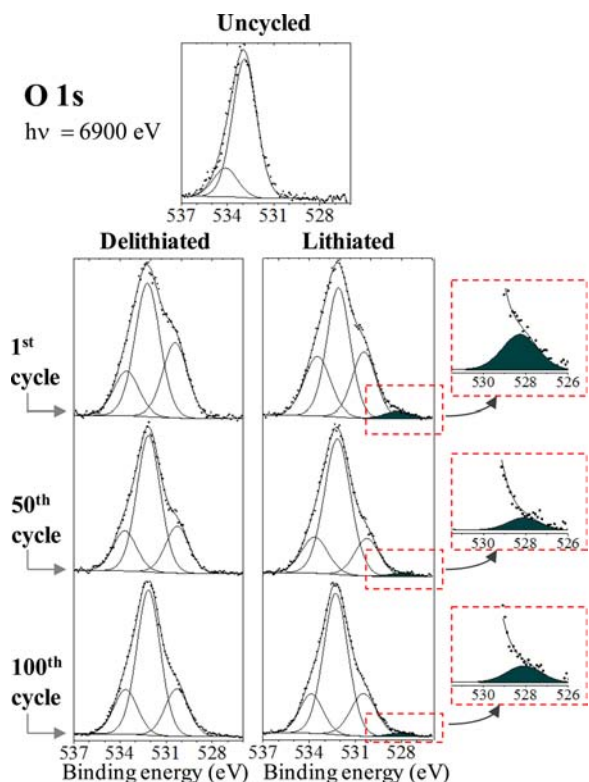 Uncycled
O 1s
hν = 6900 eV
537 534 531 528
Delithiated Lithiated
1st
cycle
530 528 526
50th
cycle
530 528 526
100th
cycle
530 528 526
537 534 531 528 537 534 531 528
Binding energy (eV) Binding energy (eV)